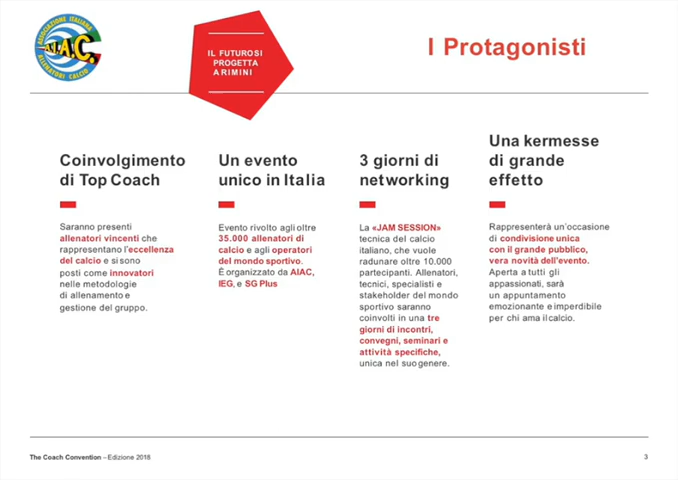 ASSOCIAZIONE ITALIANA
A.I.A.C.
ALLENATORI CALCIO
IL FUTURO SI
PROGETTA
A RIMINI
I Protagonisti
Coinvolgimento
di Top Coach
Saranno presenti
allenatori vincenti che
rappresentano l'eccellenza
del calcio e si sono
posti come innovatori
nelle metodologie
di allenamento e
gestione del gruppo.
Un evento
unico in Italia
Evento rivolto agli oltre
35.000 allenatori di
calcio e agli operatori
del mondo sportivo.
È organizzato da AIAC,
IEG, e SG Plus
3 giorni di
networking
La «JAM SESSION»
tecnica del calcio
italiano, che vuole
radunare oltre 10.000
partecipanti. Allenatori,
tecnici, specialisti e
stakeholder del mondo
sportivo saranno
coinvolti in una tre
giorni di incontri,
convegni, seminari e
attività specifiche,
unica nel suo genere.
Una kermesse
di grande
effetto
Rappresenterà un'occasione
di condivisione unica
con il grande pubblico,
vera novità dell'evento.
Aperta a tutti gli
appassionati, sarà
un appuntamento
emozionante e imperdibile
per chi ama il calcio.
The Coach Convention – Edizione 2018
3